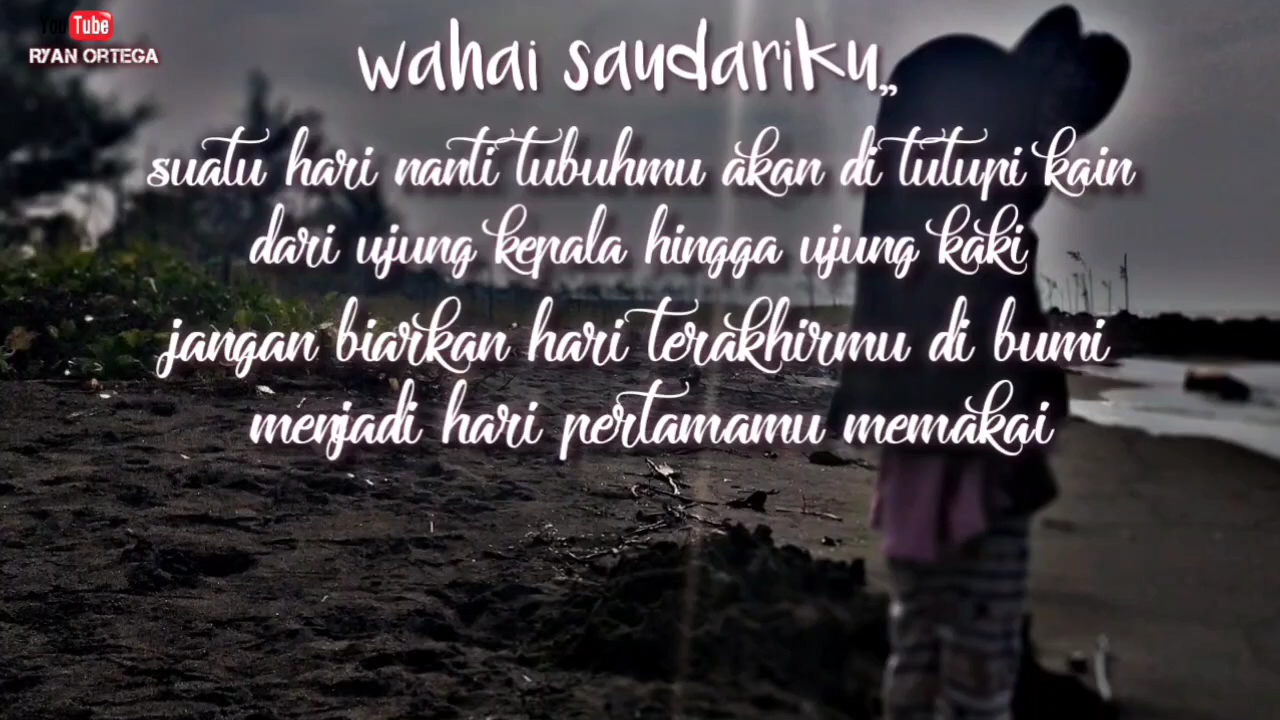 YouTube
RYAN ORTEGA
wahai saudariku,,
suatu hari nanti tubuhmu akan di tutupi kain
dari ujung kepala hingga ujung kaki
jangan biarkan hari terakhirmu di bumi
menjadi hari pertamamu memakai